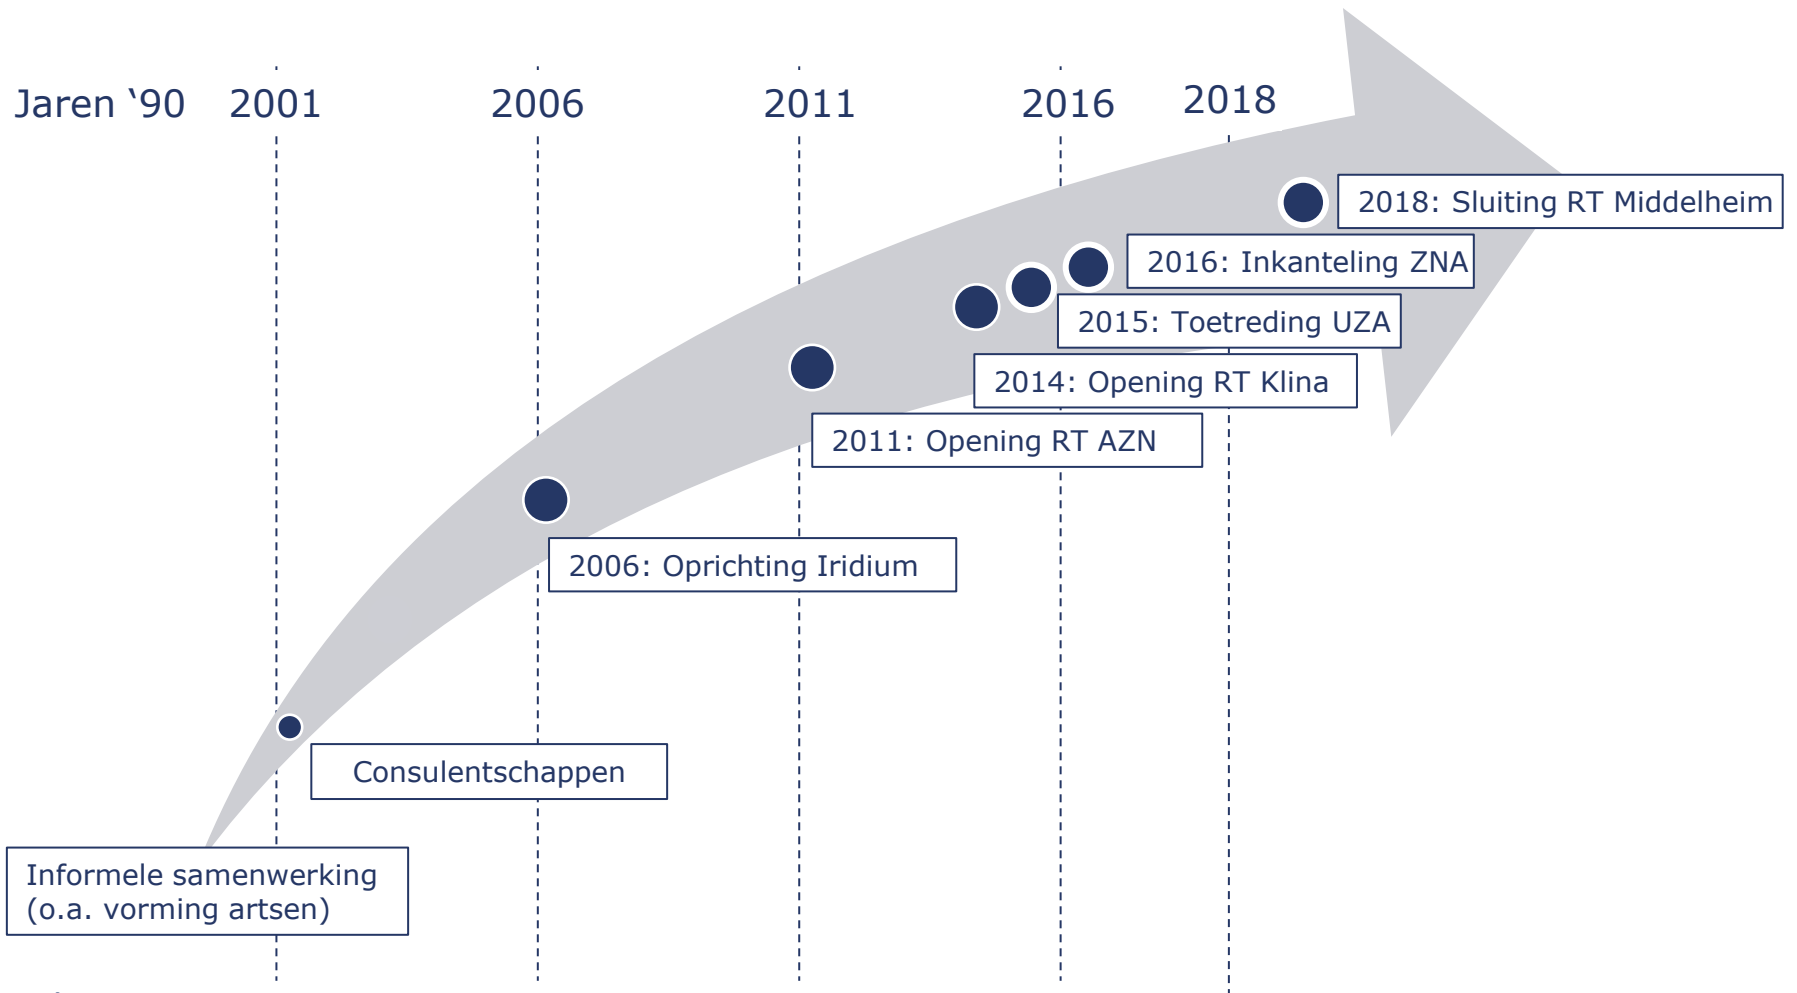 Jaren ‘90
2001
2006
2011
2016
2018
2018: Sluiting RT Middelheim
2016: Inkanteling ZNA
2015: Toetreding UZA
2014: Opening RT Klina
2011: Opening RT AZN
2006: Oprichting Iridium
Consulentschappen
Informele samenwerking
(o.a. vorming artsen)